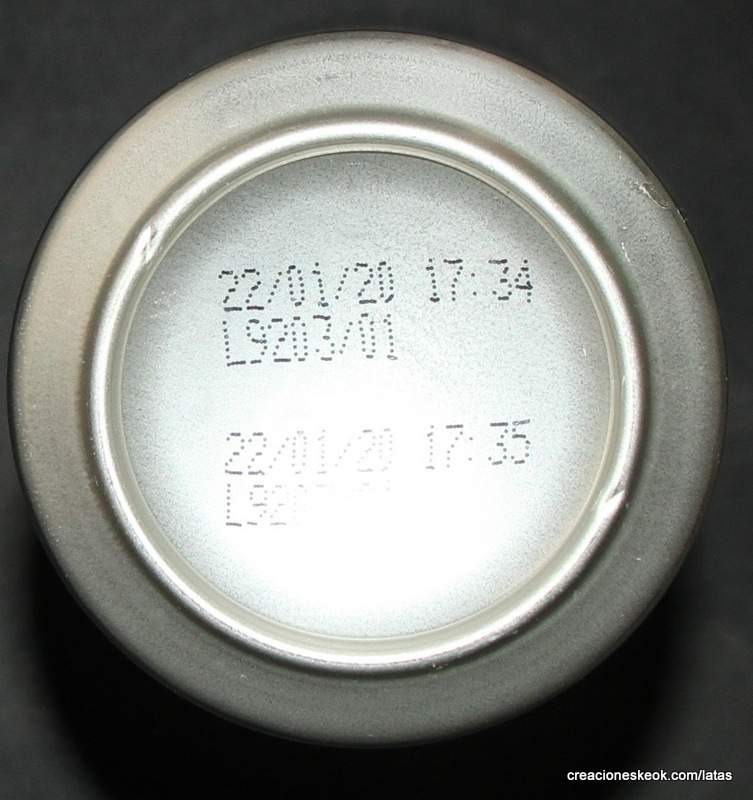 22/01/20 17:34
L9203/01
22/01/20 17:35
creacioneskeok.com/latas